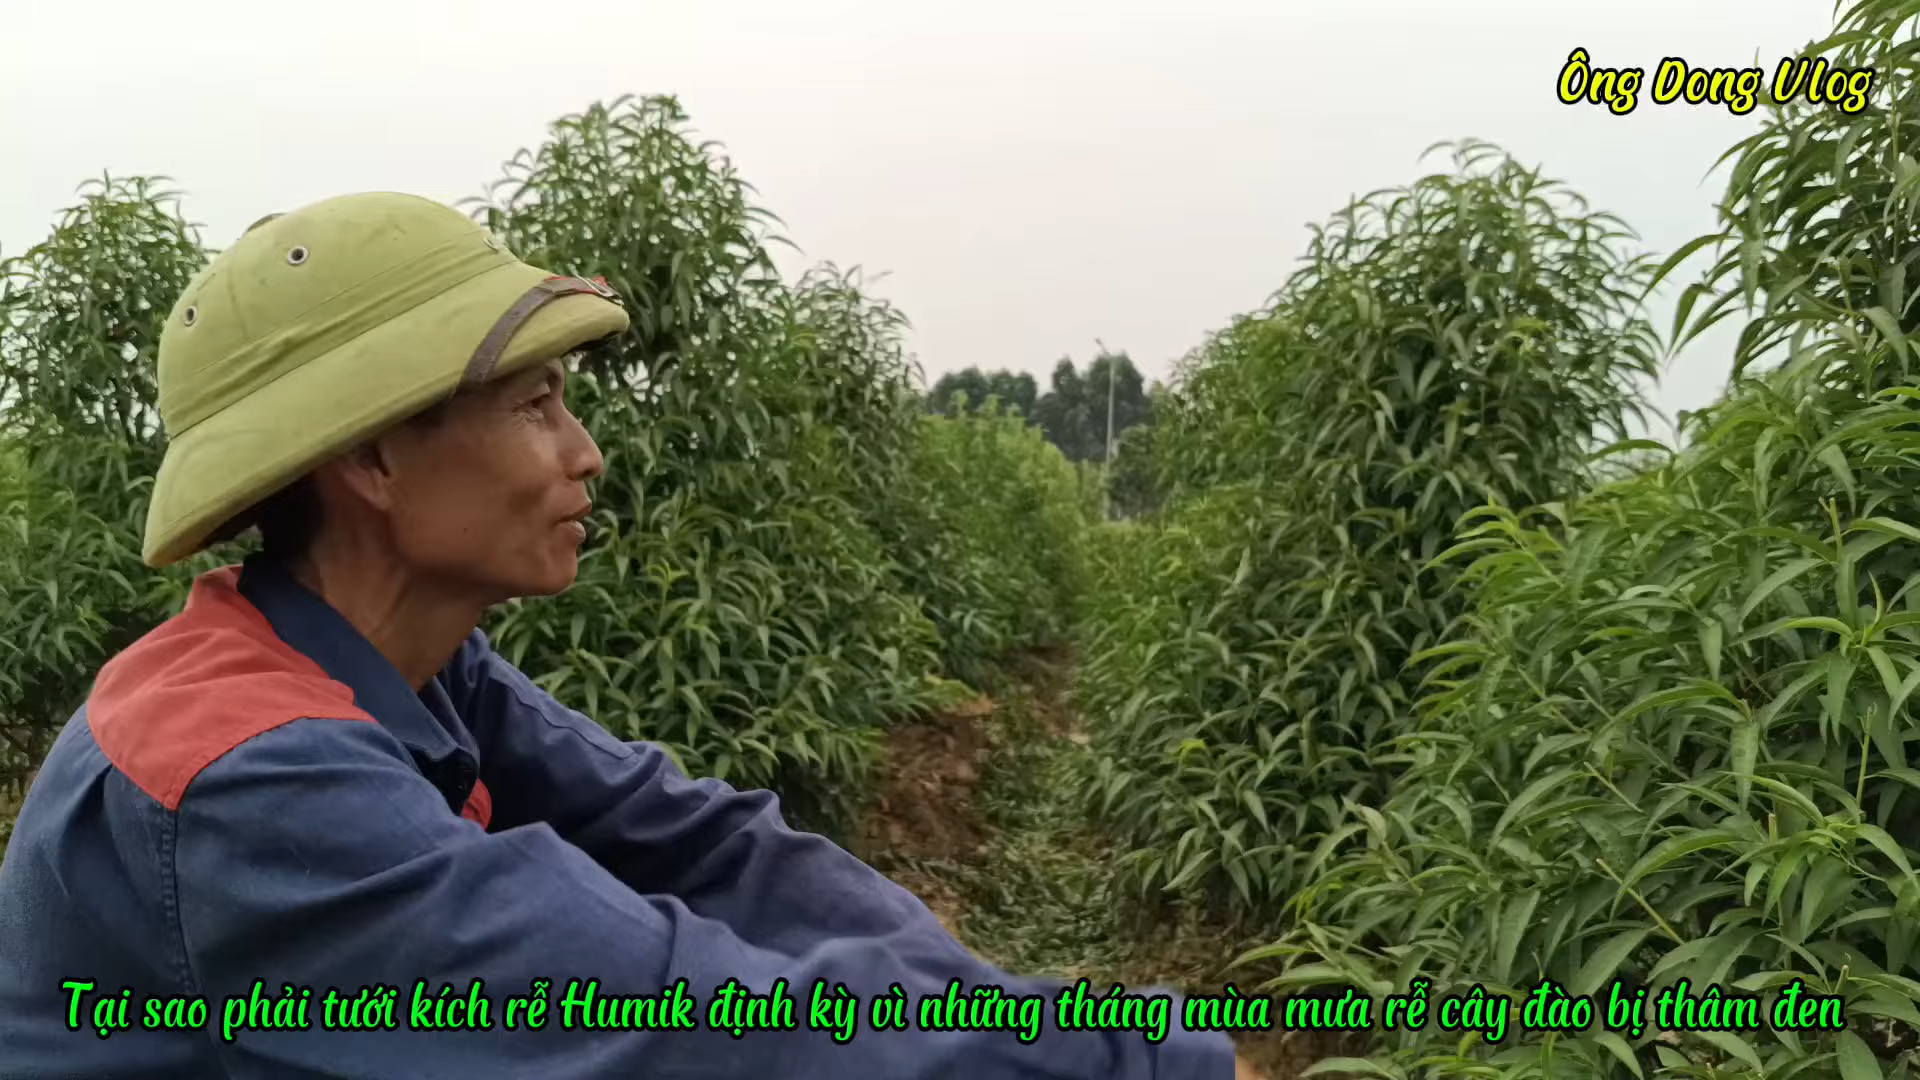 Ông Dong Vlog
Tại sao phải tưới kích rễ Humik định kỳ vì những tháng mùa mưa rễ cây đào bị thâm đen